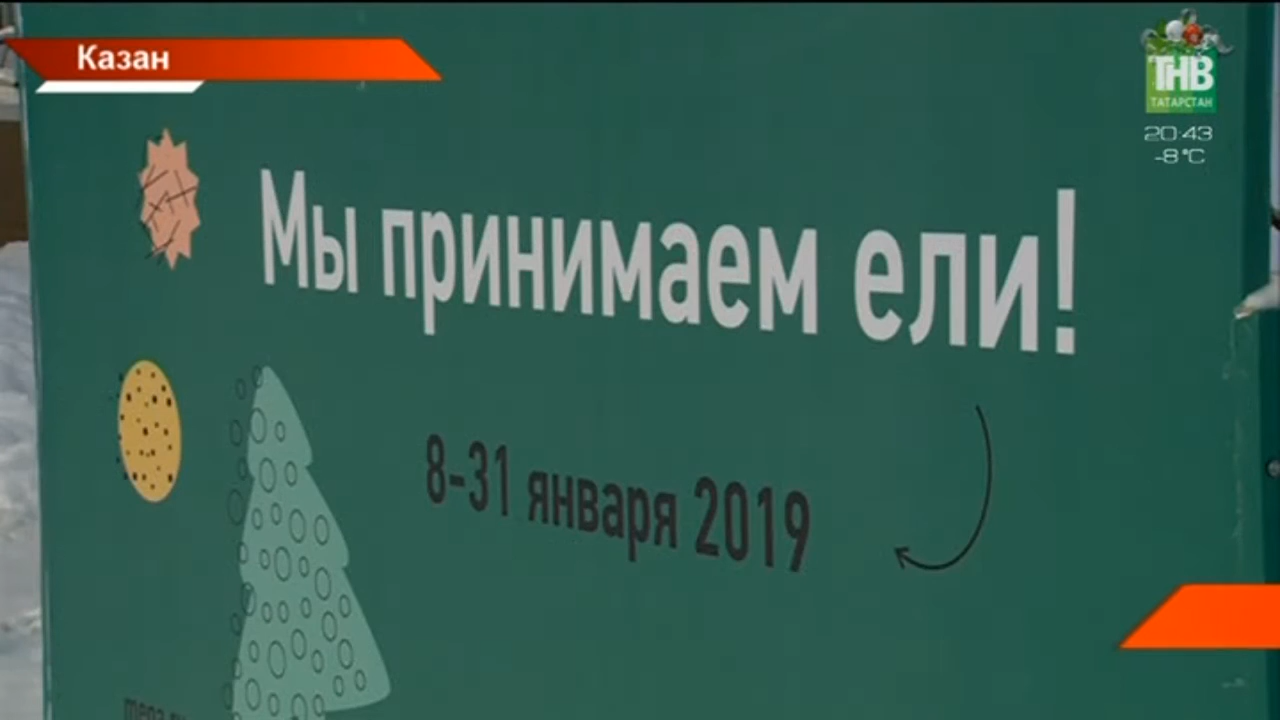 Казан
ТНВ
ТАТАРСТАН
20:43
-8°C
Мы принимаем ели!
8-31 января 2019